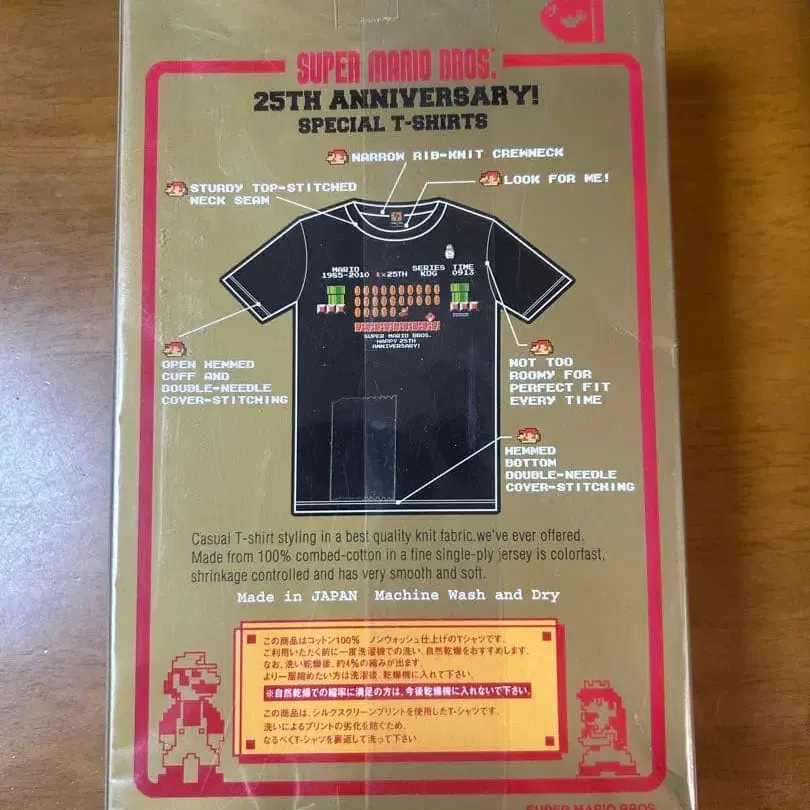 SUPER MARIO BROS.
25TH ANNIVERSARY!
SPECIAL T-SHIRTS
NARROW RIB-KNIT CREWNECK
STURDY TOP-STITCHED
NECK SEAM
LOOK FOR ME!
MARIO SERIES TIME
1985-2010 x25TH KDG 0913
SUPER MARIO BROS.
HAPPY 25TH
ANNIVERSARY!
OPEN HEMMED
CUFF AND
DOUBLE-NEEDLE
COVER-STITCHING
NOT TOO
ROOMY FOR
PERFECT FIT
EVERY TIME
HEMMED
BOTTOM
DOUBLE-NEEDLE
COVER-STITCHING
Casual T-shirt styling in a best quality knit fabric.we've ever offered.
Made from 100% combed-cotton in a fine single-ply jersey is colorfast,
shrinkage controlled and has very smooth and soft.
Made in JAPAN Machine Wash and Dry
この商品はコットン100% ノンウォッシュ仕上げのTシャツです。
ご利用いただく前に一度洗濯機での洗い、自然乾燥をおすすめします。
なお、洗い乾燥後、約4%の縮みが出ます。
より一層縮めたい方は洗濯後、乾燥機に入れて下さい。
※自然乾燥での縮率に満足の方は、今後乾燥機に入れないで下さい。
この商品は、シルクスクリーンプリントを使用したTシャツです。
洗いによるプリントの劣化を防ぐため、
なるべくTシャツを裏返して洗って下さい。
SUPER MARIO BROS.